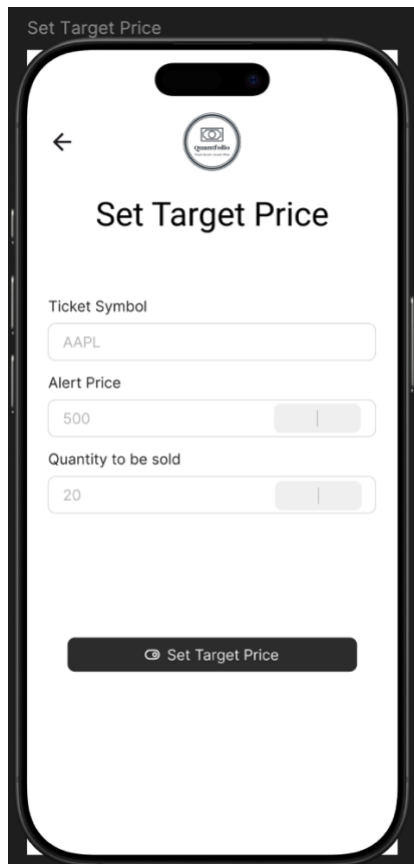 Set Target Price
Quantfolio
Set Target Price
Ticket Symbol
AAPL
Alert Price
500
Quantity to be sold
20
Set Target Price